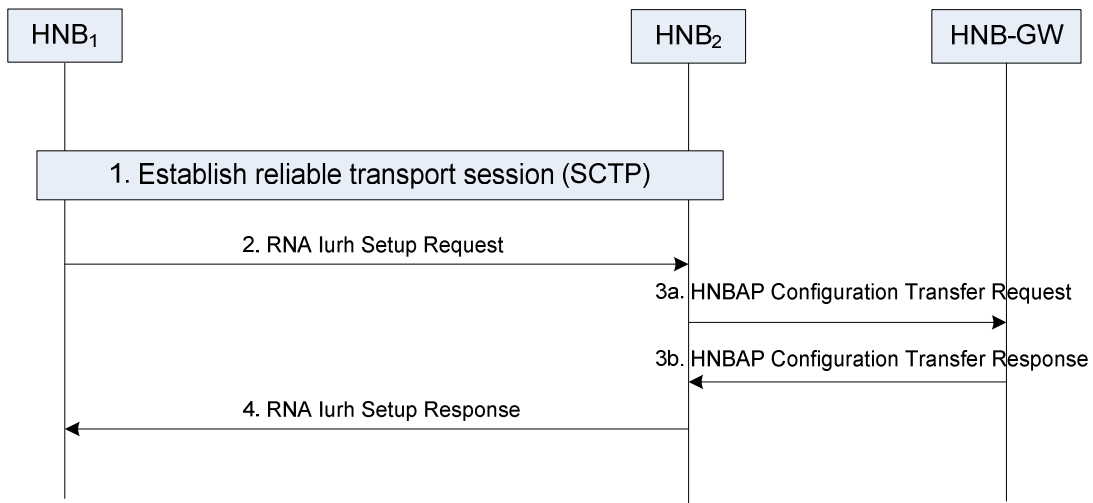 HNB₁
HNB₂
HNB-GW
1. Establish reliable transport session (SCTP)
2. RNA Iurh Setup Request
3a. HNBAP Configuration Transfer Request
3b. HNBAP Configuration Transfer Response
4. RNA Iurh Setup Response